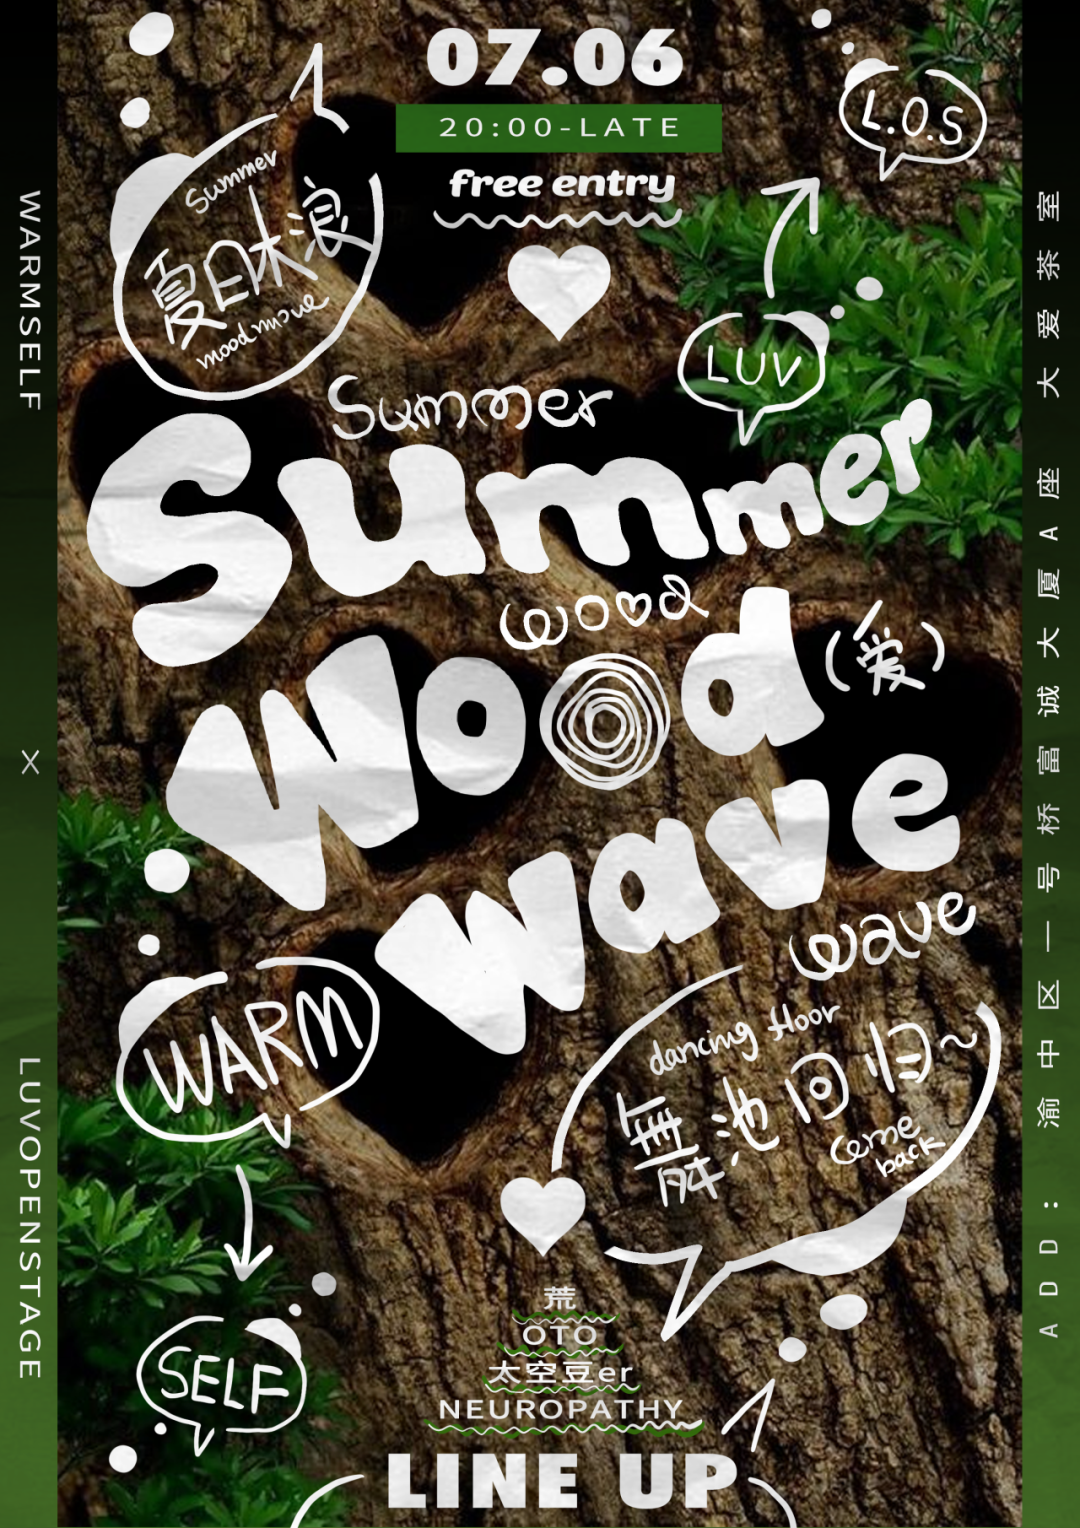 07.06
20:00-LATE
free entry
L.O.S
Summer
夏日木浪
mood move
LUV
Summer
Summer
wood
Wood
(爱)
wave
wave
WARM
dancing floor
舞池回归~
come back
SELF
荒
OTO
太空豆er
NEUROPATHY
LINE UP
WARMSELF X LUVOPENSTAGE
ADD: 渝中区一号桥富诚大厦A座 大爱茶室